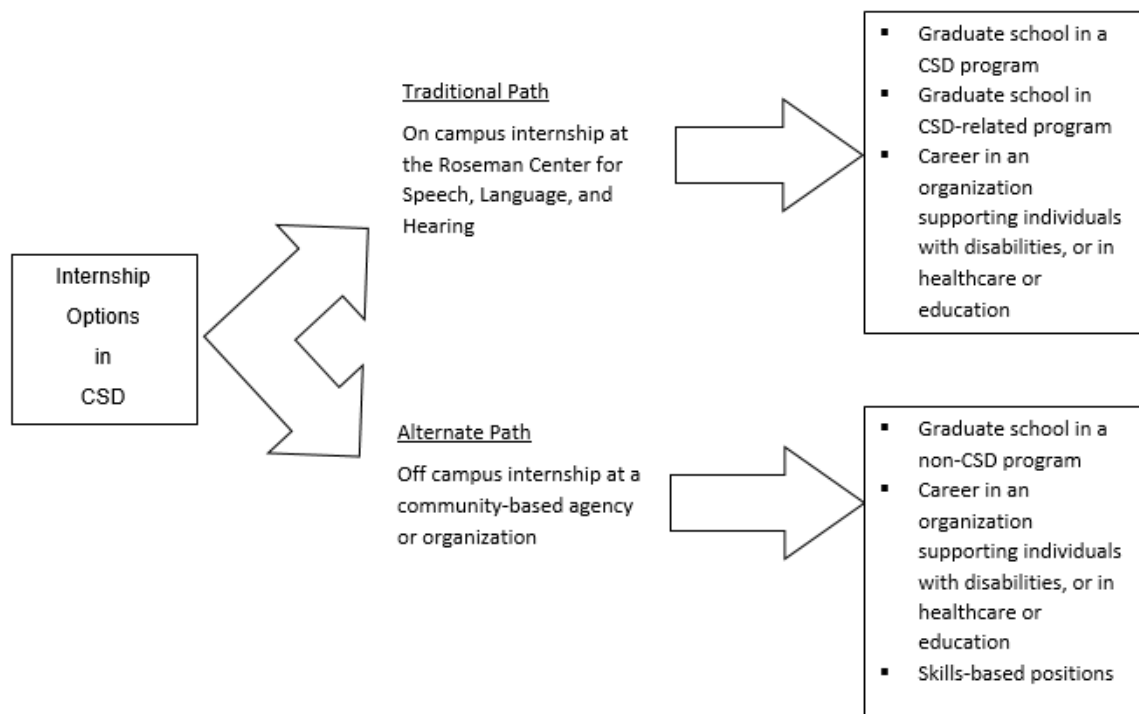 Internship
Options
in
CSD
Traditional Path
On campus internship at
the Roseman Center for
Speech, Language, and
Hearing
▪ Graduate school in a
CSD program
▪ Graduate school in
CSD-related program
▪ Career in an
organization
supporting individuals
with disabilities, or in
healthcare or
education
Alternate Path
Off campus internship at a
community-based agency
or organization
▪ Graduate school in a
non-CSD program
▪ Career in an
organization
supporting individuals
with disabilities, or in
healthcare or
education
▪ Skills-based positions